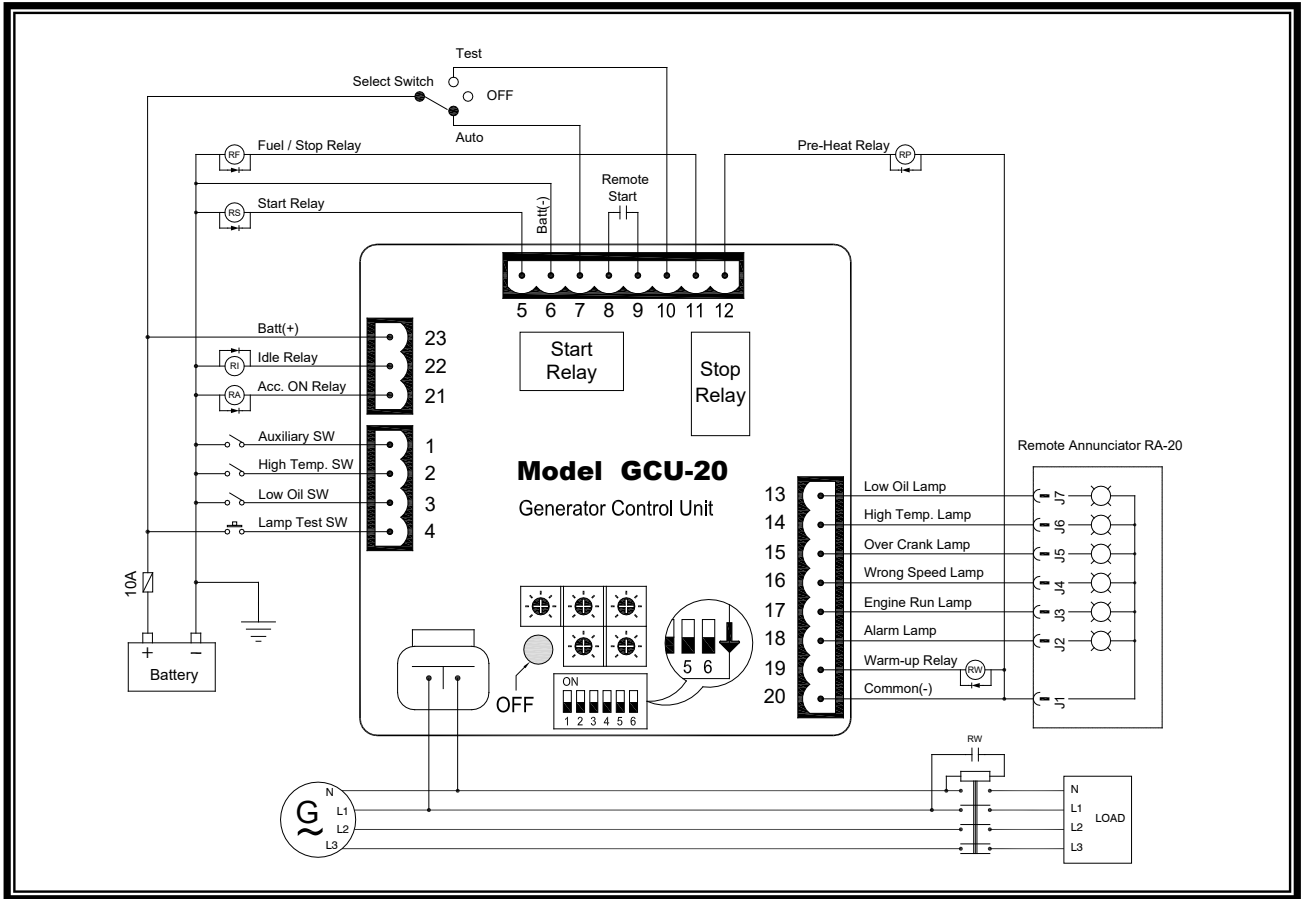 Test
Select Switch
OFF
Auto
RF
Fuel / Stop Relay
Pre-Heat Relay
RP
Remote
Start
Batt(-)
RS
Start Relay
5 6 7 8 9 10 11 12
Batt(+)
23
RI
Idle Relay
22
RA
Acc. ON Relay
21
Start
Relay
Stop
Relay
Auxiliary SW
1
High Temp. SW
2
Low Oil SW
3
Lamp Test SW
4
Model GCU-20
Generator Control Unit
Remote Annunciator RA-20
13
Low Oil Lamp
J7
14
High Temp. Lamp
J6
15
Over Crank Lamp
J5
16
Wrong Speed Lamp
J4
17
Engine Run Lamp
J3
18
Alarm Lamp
J2
19
Warm-up Relay
RW
20
Common(-)
J1
10A
+ −
Battery
OFF
ON
1 2 3 4 5 6
5 6
RW
G
~
N
L1
L2
L3
N
L1
L2
L3
LOAD